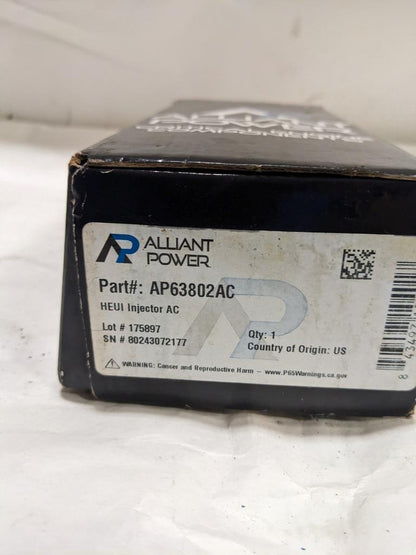 ALLIANT
POWER
Part#: AP63802AC
HEUI Injector AC
Lot # 175897
Qty: 1
SN # 80243072177
Country of Origin: US
WARNING: Cancer and Reproductive Harm – www.P65Warnings.ca.gov